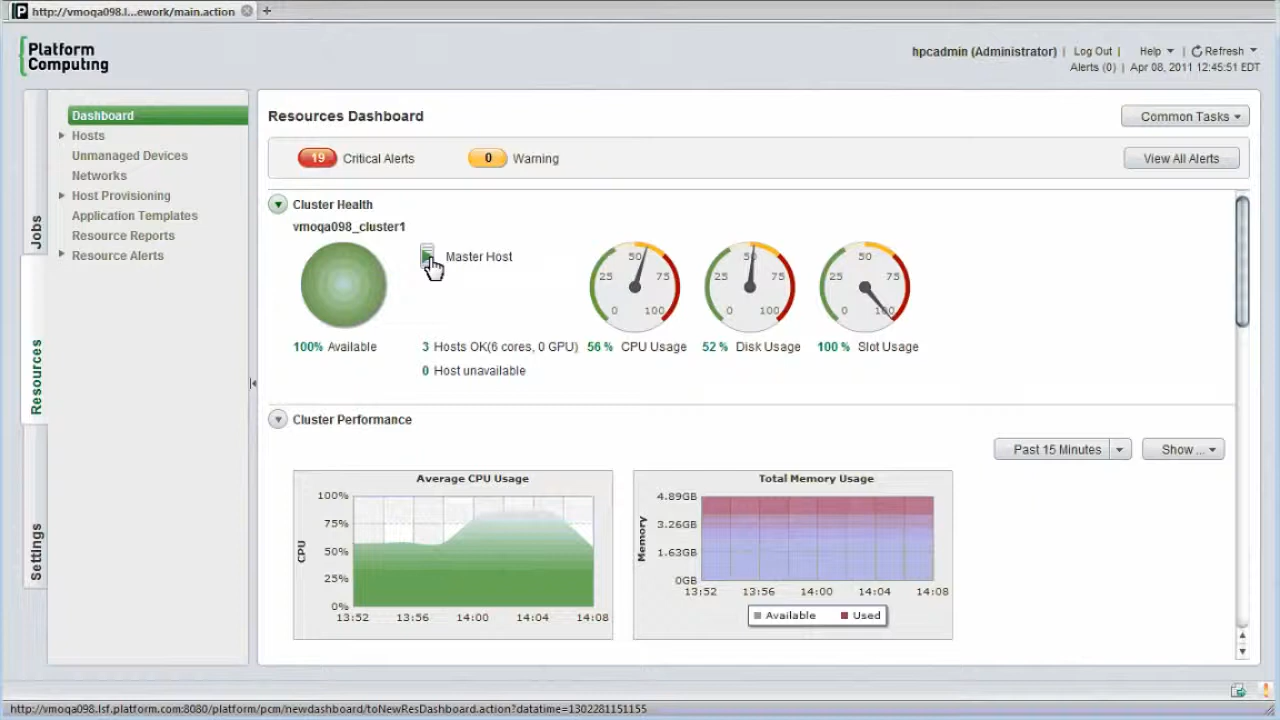 http://vmoqa098.l...ework/main.action
Platform
Computing
hpcadmin (Administrator) | Log Out | Help | Refresh
Alerts (0) | Apr 08, 2011 12:45:51 EDT
Jobs
Resources
Settings
Dashboard
Hosts
Unmanaged Devices
Networks
Host Provisioning
Application Templates
Resource Reports
Resource Alerts
Resources Dashboard
Common Tasks
19 Critical Alerts
0 Warning
View All Alerts
Cluster Health
vmoqa098_cluster1
100% Available
Master Host
3 Hosts OK(6 cores, 0 GPU)
0 Host unavailable
0 25 50 75 100
56 % CPU Usage
0 25 50 75 100
52 % Disk Usage
0 25 50 75 100
100 % Slot Usage
Cluster Performance
Past 15 Minutes
Show ...
Average CPU Usage
CPU
100%
75%
50%
25%
0%
13:52 13:56 14:00 14:04 14:08
Total Memory Usage
Memory
4.89GB
3.26GB
1.63GB
0GB
13:52 13:56 14:00 14:04 14:08
Available Used
http://vmoqa098.lsf.platform.com:8080/platform/pcm/newdashboard/toNewResDashboard.action?datatime=1302281151155